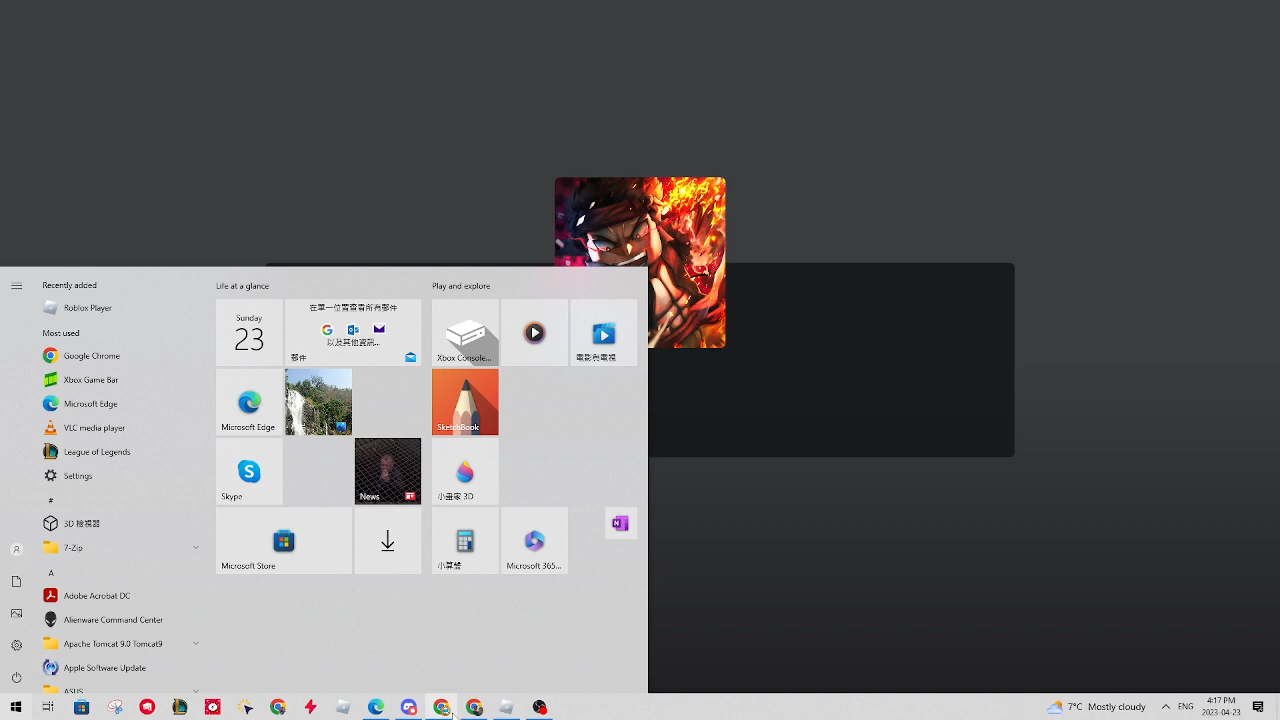 Recently added
Roblox Player
Most used
Google Chrome
Xbox Game Bar
Microsoft Edge
VLC media player
League of Legends
Settings
#
3D 檢視器
7-Zip
A
Adobe Acrobat DC
Alienware Command Center
Apache Tomcat 9.0 Tomcat9
Apple Software Update
ASUS
Life at a glance
Sunday
23
在單一位置查看所有郵件
以及其他資訊...
郵件
Microsoft Edge
Skype
News
Microsoft Store
Play and explore
Xbox Console...
電影與電視
SketchBook
小畫家 3D
小算盤
Microsoft 365...
7°C Mostly cloudy
ENG
4:17 PM
2023-04-23